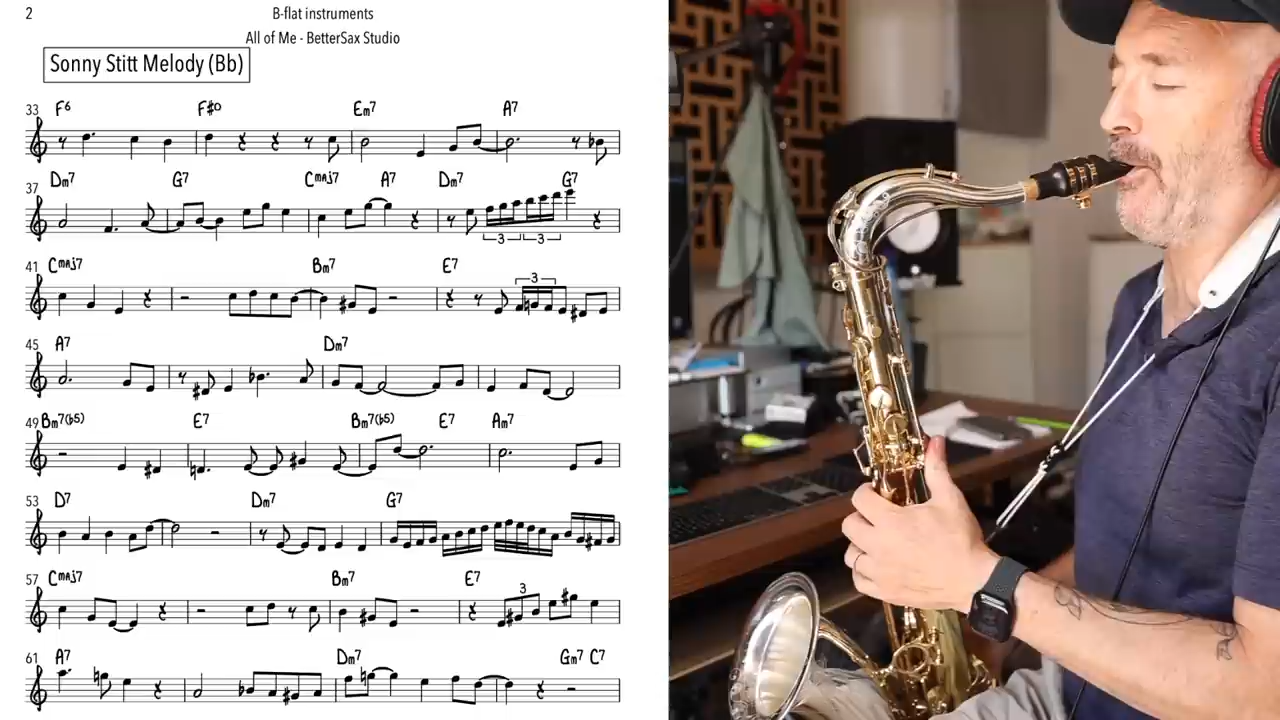 2
B-flat instruments
All of Me - BetterSax Studio
Sonny Stitt Melody (Bb)
33 F6 F#o Em7 A7
37 Dm7 G7 Cmaj7 A7 Dm7 G7
3 3
41 Cmaj7 Bm7 E7
3
45 A7 Dm7
49 Bm7(b5) E7 Bm7(b5) E7 Am7
53 D7 Dm7 G7
57 Cmaj7 Bm7 E7
3
61 A7 Dm7 Gm7 C7